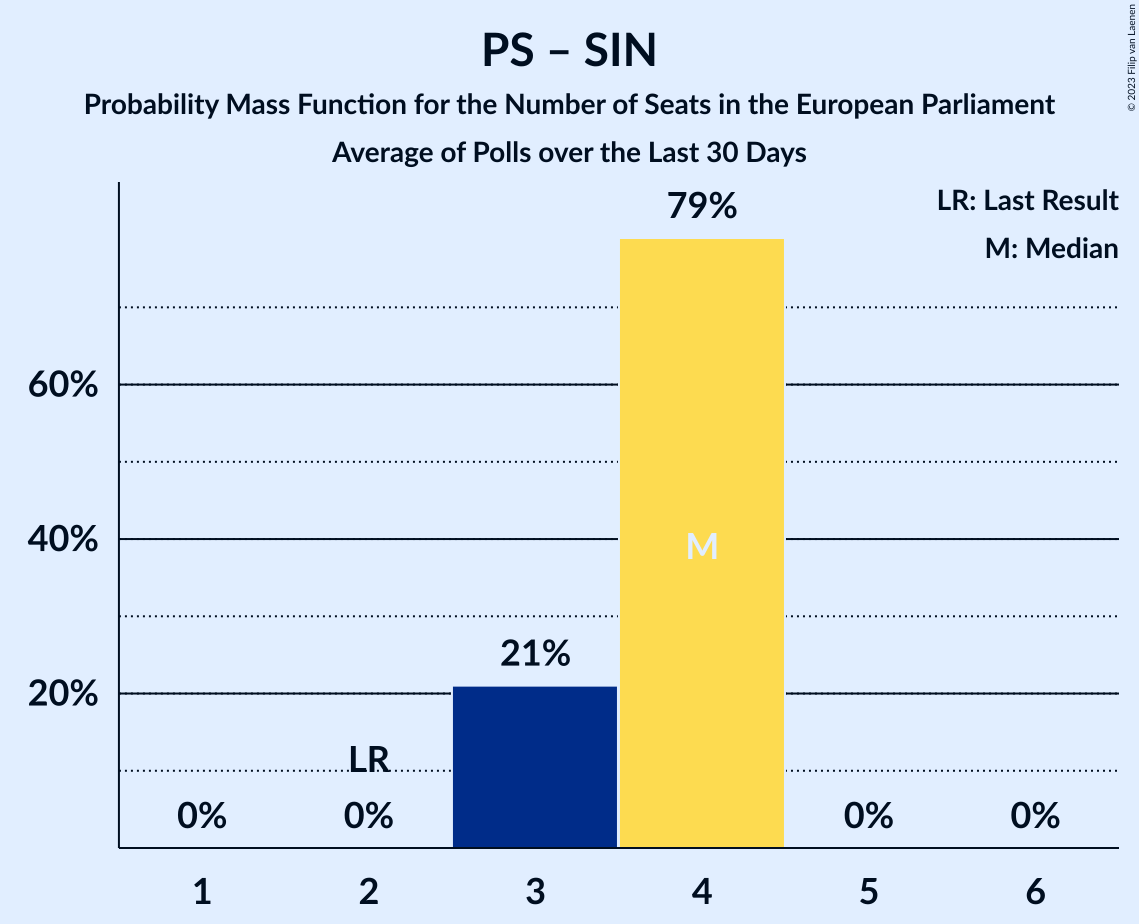 PS – SIN
Probability Mass Function for the Number of Seats in the European Parliament
Average of Polls over the Last 30 Days
© 2023 Filip van Laenen
LR: Last Result
M: Median
79%
60%
40%
M
21%
20%
LR
0%
0%
0%
0%
1
2
3
4
5
6